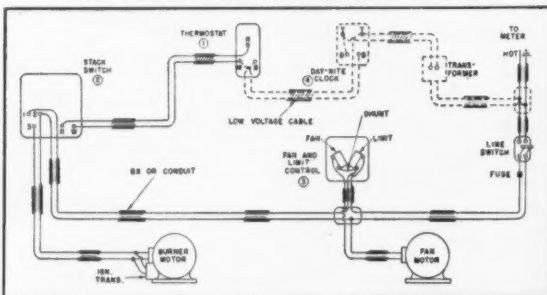 THERMOSTAT
①
STACK SWITCH
②
DAY-NITE CLOCK
④
TRANS-FORMER
TO METER
HOT
LOW VOLTAGE CABLE
SHUNT
FAN
LIMIT
FAN AND LIMIT CONTROL
③
LINE SWITCH
FUSE
BX OR CONDUIT
BURNER MOTOR
IGN. TRANS.
FAN MOTOR